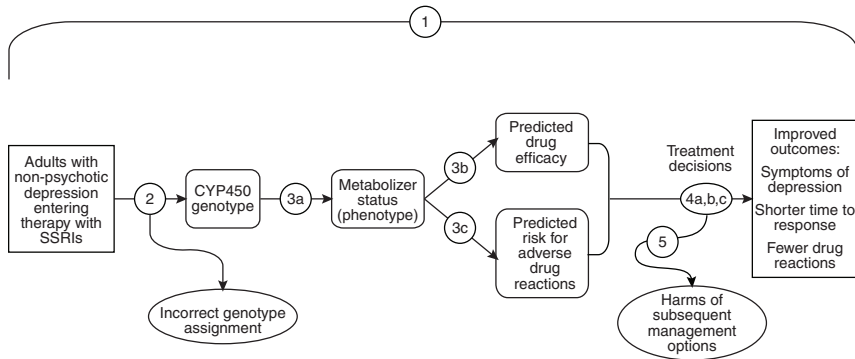 1
Adults with
non-psychotic
depression
entering
therapy with
SSRIs
2
CYP450
genotype
3a
Metabolizer
status
(phenotype)
3b
3c
Predicted
drug
efficacy
Predicted
risk for
adverse
drug
reactions
Treatment
decisions
4a,b,c
5
Improved
outcomes:
Symptoms of
depression
Shorter time to
response
Fewer drug
reactions
Incorrect genotype
assignment
Harms of
subsequent
management
options